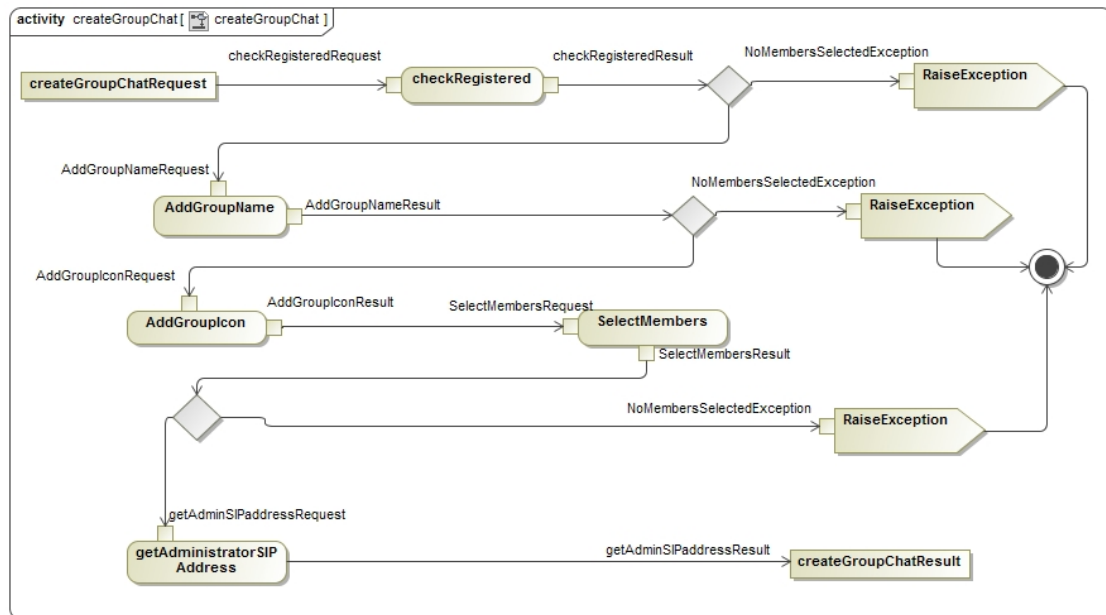 activity createGroupChat [ createGroupChat ]
checkRegisteredRequest
checkRegisteredResult
NoMembersSelectedException
createGroupChatRequest
checkRegistered
RaiseException
AddGroupNameRequest
AddGroupName
AddGroupNameResult
NoMembersSelectedException
RaiseException
AddGroupIconRequest
AddGroupIcon
AddGroupIconResult
SelectMembersRequest
SelectMembers
SelectMembersResult
NoMembersSelectedException
RaiseException
getAdminSIPaddressRequest
getAdministratorSIP
Address
getAdminSIPaddressResult
createGroupChatResult